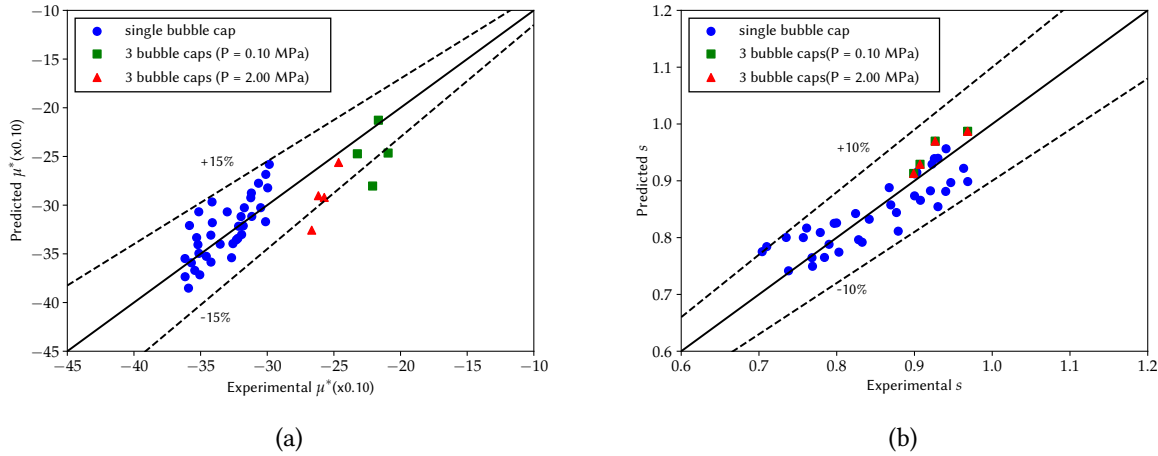 single bubble cap
3 bubble caps (P = 0.10 MPa)
3 bubble caps (P = 2.00 MPa)
+15%
-15%
−10
−15
−20
−25
−30
−35
−40
−45
Predicted μ*(x0.10)
−45 −40 −35 −30 −25 −20 −15 −10
Experimental μ*(x0.10)
(a)
single bubble cap
3 bubble caps (P = 0.10 MPa)
3 bubble caps(P = 2.00 MPa)
+10%
-10%
1.2
1.1
1.0
0.9
0.8
0.7
0.6
Predicted s
0.6 0.7 0.8 0.9 1.0 1.1 1.2
Experimental s
(b)